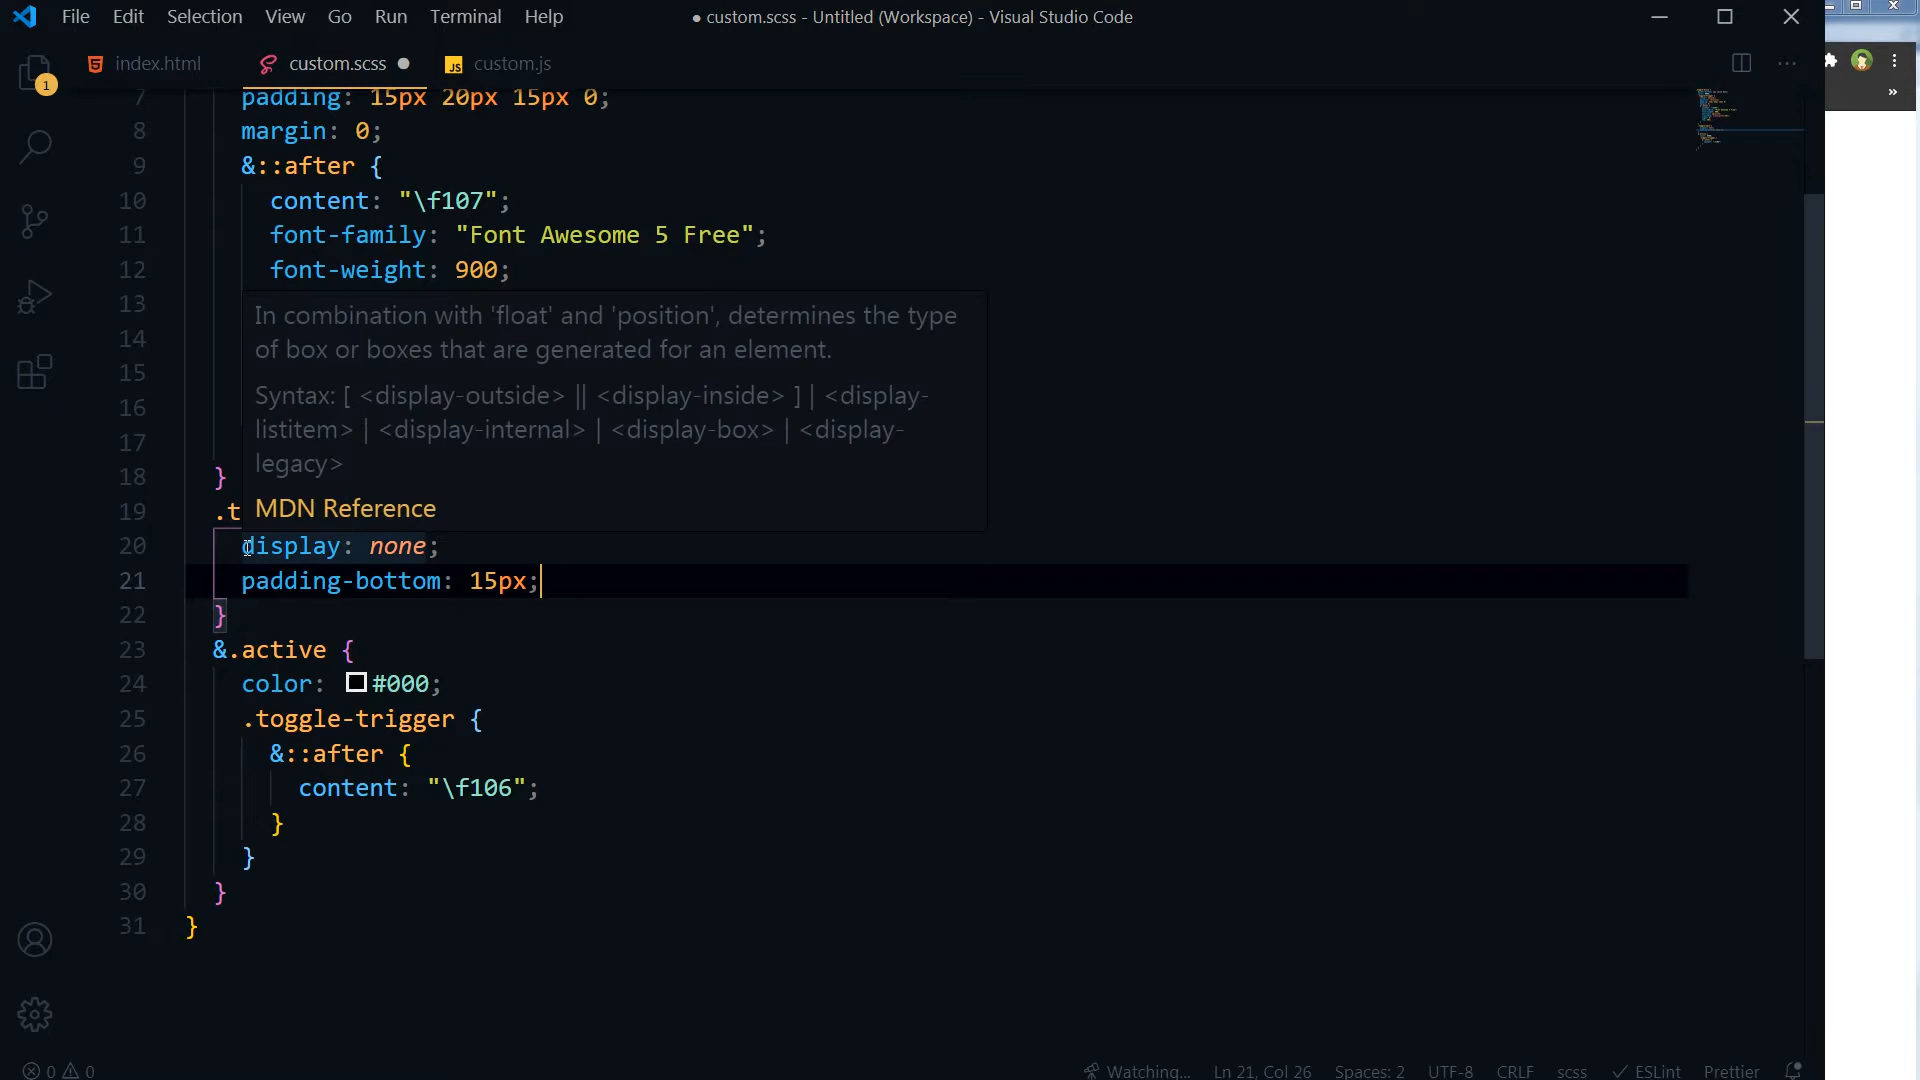 File Edit Selection View Go Run Terminal Help
● custom.scss - Untitled (Workspace) - Visual Studio Code
index.html custom.scss ● JS custom.js
1
7 padding: 15px 20px 15px 0;
8 margin: 0;
9 &::after {
10 content: "\f107";
11 font-family: "Font Awesome 5 Free";
12 font-weight: 900;
13
14
15
16
17
In combination with 'float' and 'position', determines the type
of box or boxes that are generated for an element.
Syntax: [ <display-outside> || <display-inside> ] | <display-
listitem> | <display-internal> | <display-box> | <display-
legacy>
MDN Reference
18 }
19 .t
20 display: none;
21 padding-bottom: 15px;
22 }
23 &.active {
24 color: #000;
25 .toggle-trigger {
26 &::after {
27 content: "\f106";
28 }
29 }
30 }
31 }
0 0 Watching... Ln 21, Col 26 Spaces: 2 UTF-8 CRLF scss ESLint Prettier